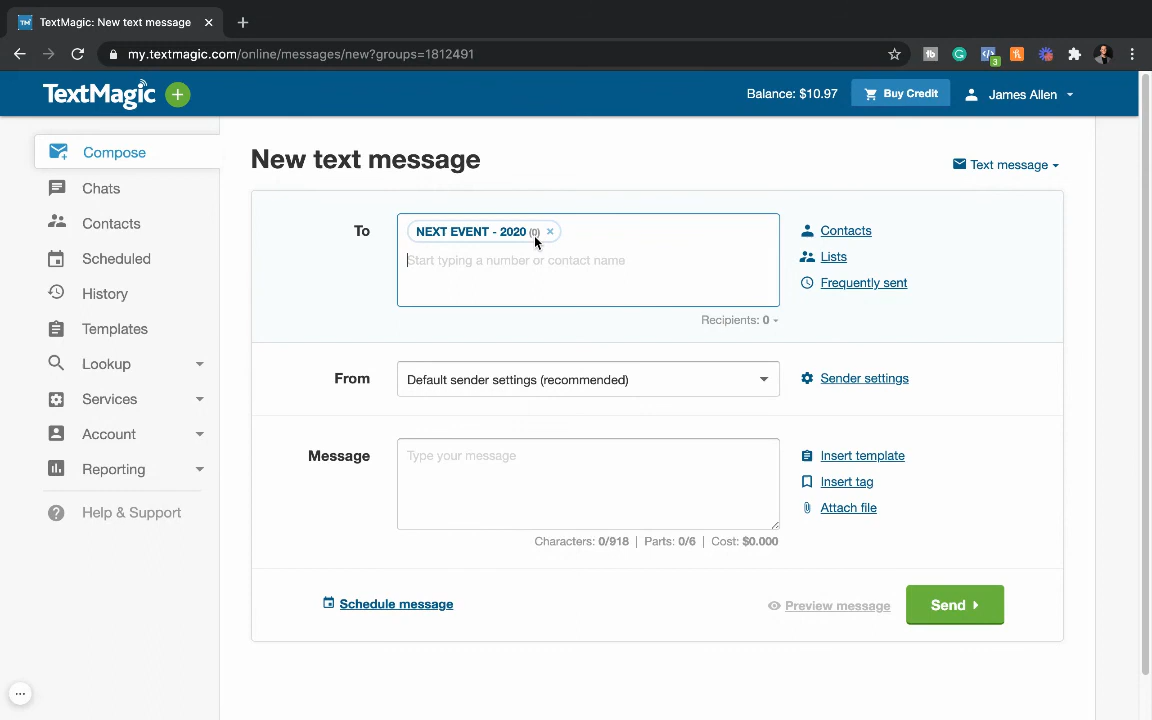 TM TextMagic: New text message
my.textmagic.com/online/messages/new?groups=1812491
TextMagic
Balance: $10.97
Buy Credit
James Allen
Compose
Chats
Contacts
Scheduled
History
Templates
Lookup
Services
Account
Reporting
Help & Support
New text message
Text message
To
NEXT EVENT - 2020 (0)
Start typing a number or contact name
Recipients: 0
Contacts
Lists
Frequently sent
From
Default sender settings (recommended)
Sender settings
Message
Type your message
Characters: 0/918 | Parts: 0/6 | Cost: $0.000
Insert template
Insert tag
Attach file
Schedule message
Preview message
Send